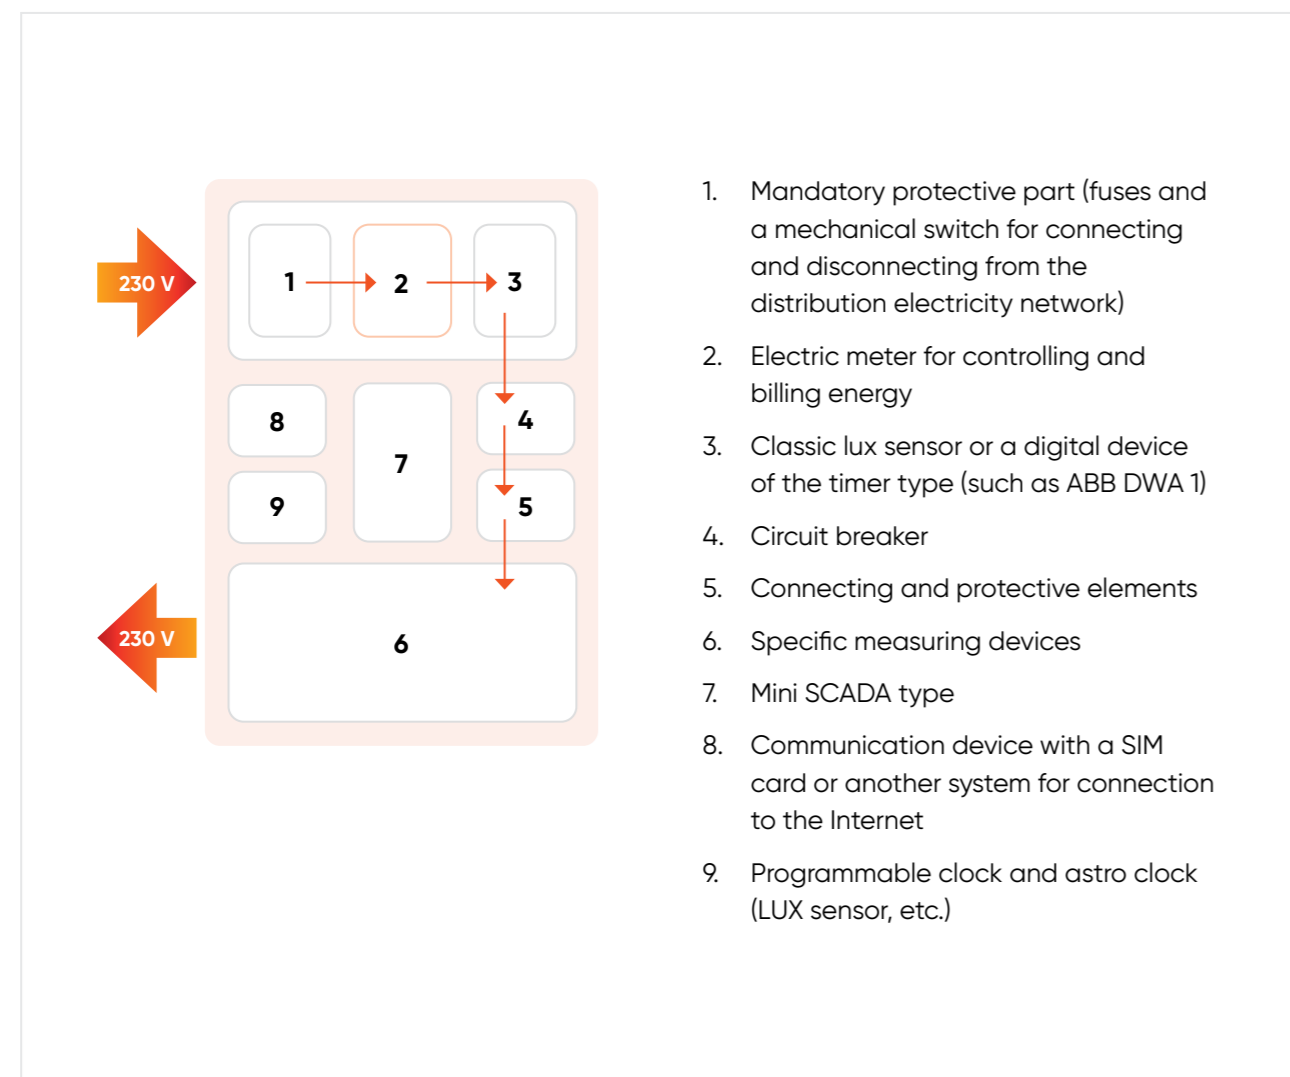 230 V
1
2
3
8
4
7
9
5
230 V
6
1. Mandatory protective part (fuses and
a mechanical switch for connecting
and disconnecting from the
distribution electricity network)
2. Electric meter for controlling and
billing energy
3. Classic lux sensor or a digital device
of the timer type (such as ABB DWA 1)
4. Circuit breaker
5. Connecting and protective elements
6. Specific measuring devices
7. Mini SCADA type
8. Communication device with a SIM
card or another system for connection
to the Internet
9. Programmable clock and astro clock
(LUX sensor, etc.)